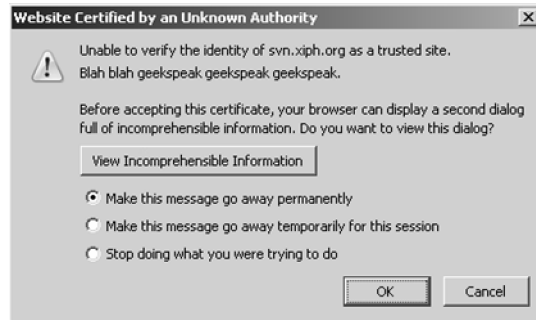 Website Certified by an Unknown Authority
Unable to verify the identity of svn.xiph.org as a trusted site.
Blah blah geekspeak geekspeak geekspeak.
Before accepting this certificate, your browser can display a second dialog
full of incomprehensible information. Do you want to view this dialog?
View Incomprehensible Information
Make this message go away permanently
Make this message go away temporarily for this session
Stop doing what you were trying to do
OK Cancel